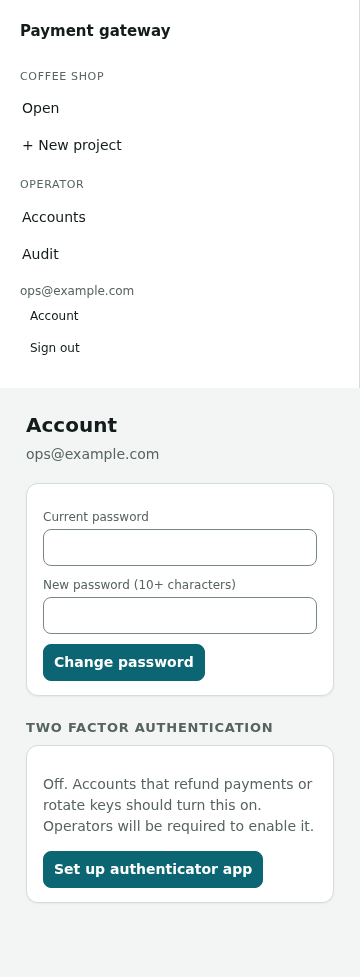 Payment gateway
COFFEE SHOP
Open
+ New project
OPERATOR
Accounts
Audit
ops@example.com
Account
Sign out
Account
ops@example.com
Current password
New password (10+ characters)
Change password
TWO FACTOR AUTHENTICATION
Off. Accounts that refund payments or
rotate keys should turn this on.
Operators will be required to enable it.
Set up authenticator app